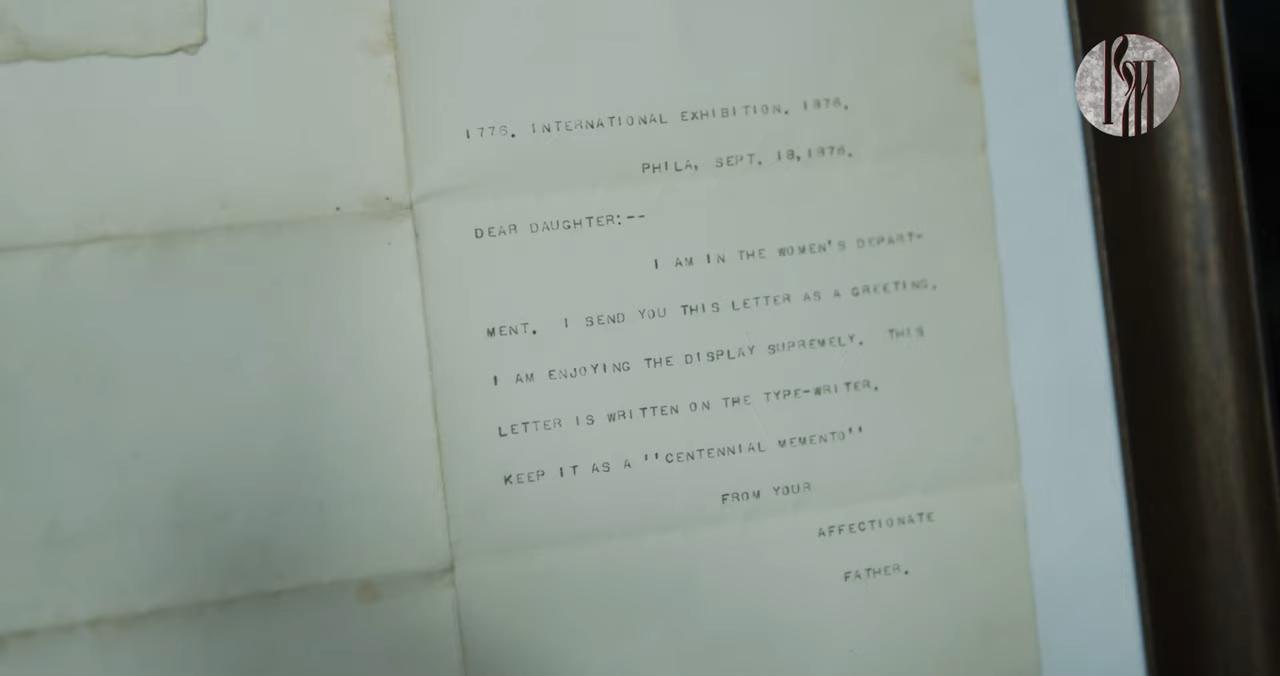 1776. INTERNATIONAL EXHIBITION. 1876.
PHILA, SEPT. 18,1876.
DEAR DAUGHTER:--
I AM IN THE WOMEN'S DEPART-
MENT. I SEND YOU THIS LETTER AS A GREETING.
I AM ENJOYING THE DISPLAY SUPREMELY. THIS
LETTER IS WRITTEN ON THE TYPE-WRITER.
KEEP IT AS A ''CENTENNIAL MEMENTO''
FROM YOUR
AFFECTIONATE
FATHER.